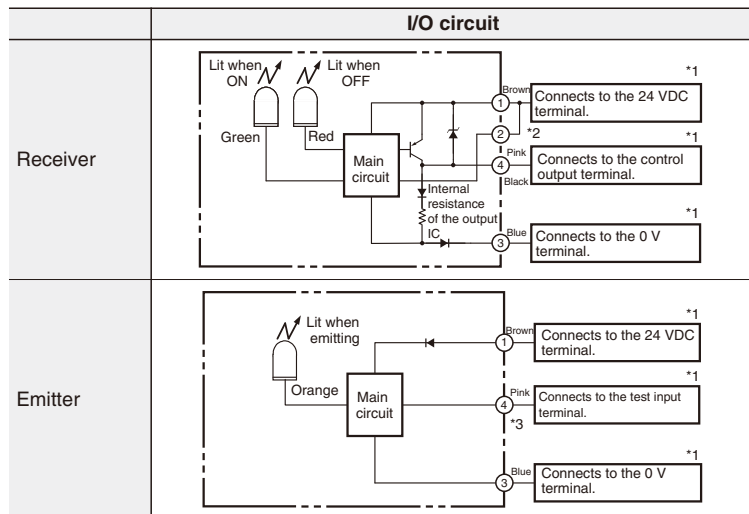 I/O circuit
Receiver
Lit when
ON
Lit when
OFF
Green
Red
Main
circuit
Internal
resistance
of the output
IC
1
Brown
*1
Connects to the 24 VDC
terminal.
2
*2
4
Pink
Black
*1
Connects to the control
output terminal.
3
Blue
*1
Connects to the 0 V
terminal.
Emitter
Lit when
emitting
Orange
Main
circuit
1
Brown
*1
Connects to the 24 VDC
terminal.
4
Pink
*3
*1
Connects to the test input
terminal.
3
Blue
*1
Connects to the 0 V
terminal.